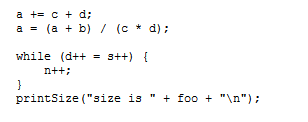 a += c + d;
a = (a + b) / (c * d);

while (d++ = s++) {
    n++;
}
printSize("size is " + foo + "\n");